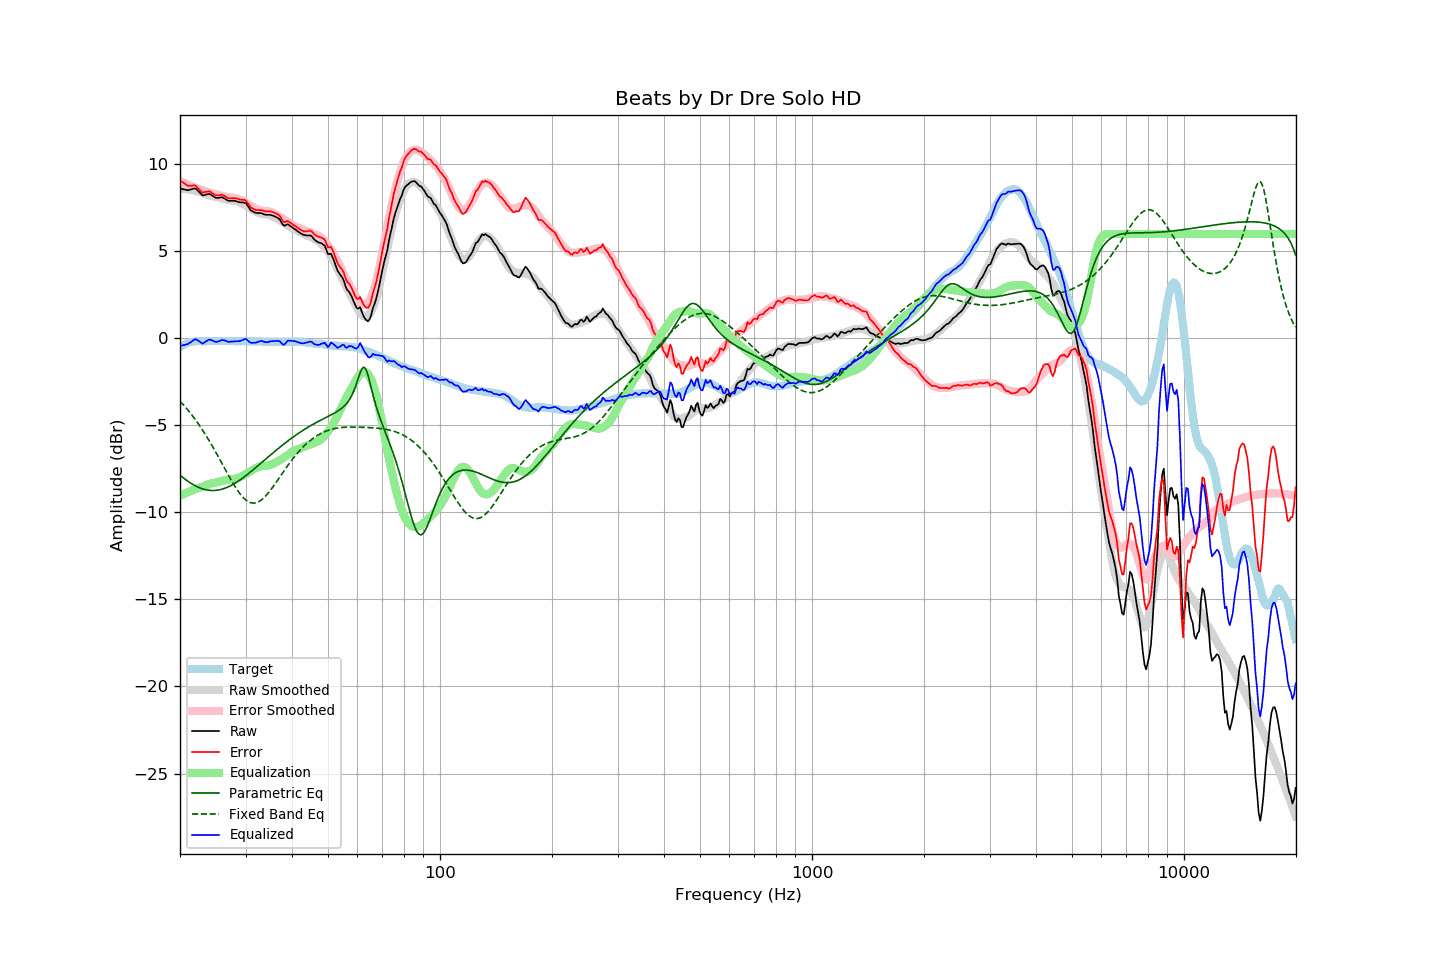 Beats by Dr Dre Solo HD
10
5
0
−5
−10
−15
−20
−25
Amplitude (dBr)
Target
Raw Smoothed
Error Smoothed
Raw
Error
Equalization
Parametric Eq
Fixed Band Eq
Equalized
100 1000 10000
Frequency (Hz)